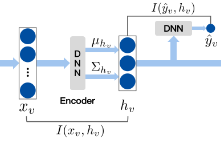 I(ŷ_v, h_v)
DNN
ŷ_v
μ_{h_v}
DNN
Σ_{h_v}
x_v
Encoder
h_v
I(x_v, h_v)